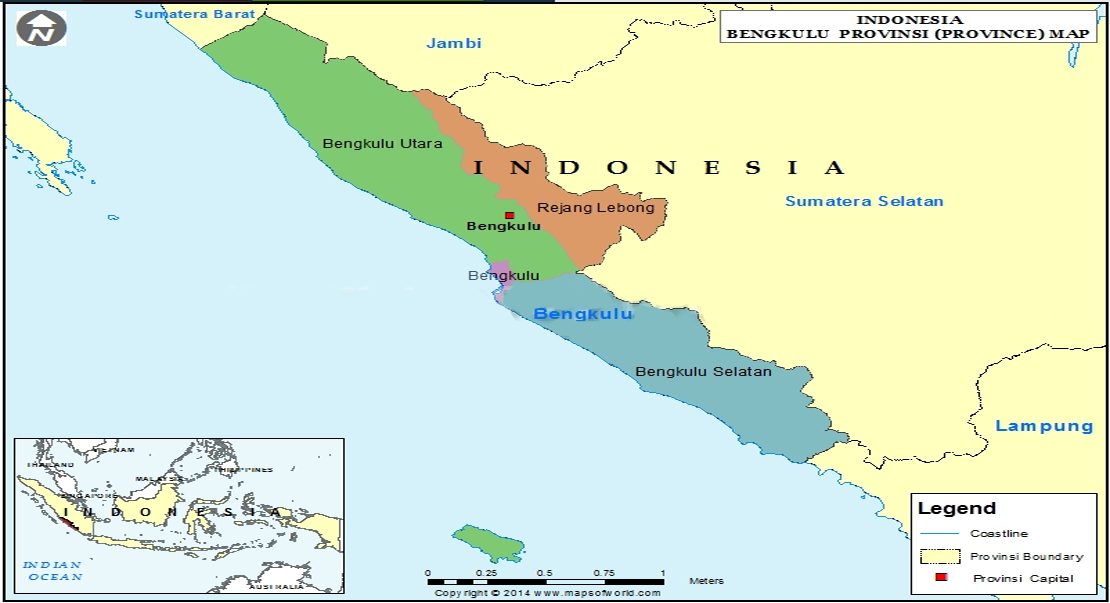 Sumatera Barat
N
Jambi
INDONESIA
BENGKULU PROVINSI (PROVINCE) MAP
Bengkulu Utara
INDONESIA
Rejang Lebong
Sumatera Selatan
Bengkulu
Bengkulu
Bengkulu
Bengkulu Selatan
Lampung
VIETNAM
THAILAND
PHILIPPINES
MALAYSIA
SINGAPORE
INDONESIA
INDIAN
OCEAN
AUSTRALIA
Legend
Coastline
Provinsi Boundary
Provinsi Capital
0 0.25 0.5 0.75 1
Meters
Copyright © 2014 www.mapsofworld.com